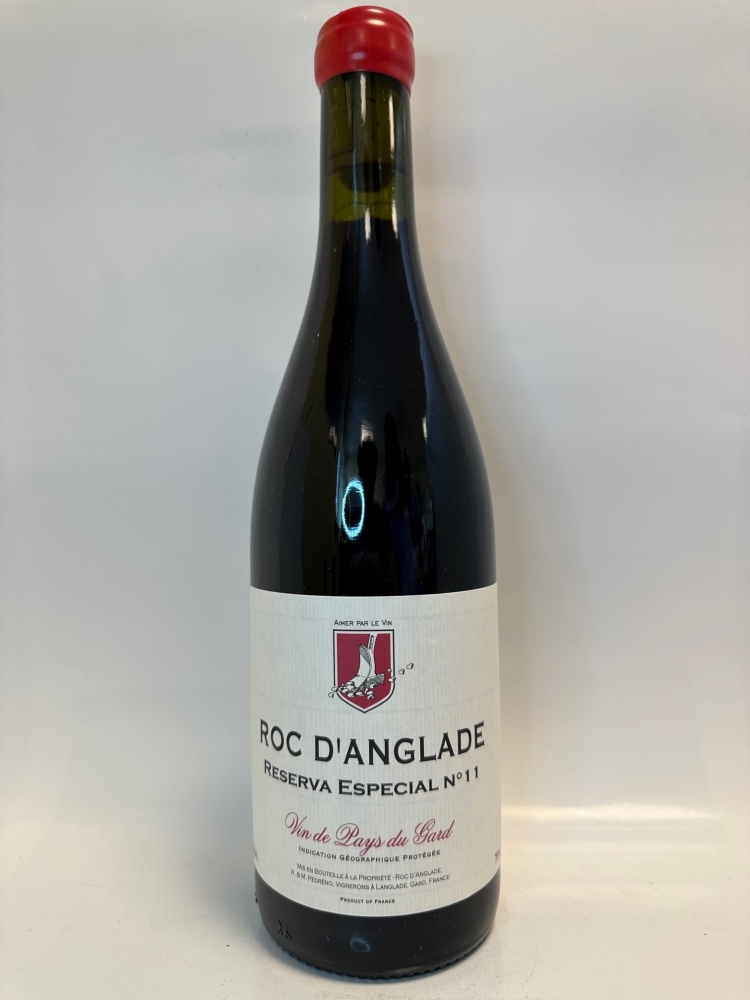 AIMER PAR LE VIN
ROC D'ANGLADE
RESERVA ESPECIAL N°11
Vin de Pays du Gard
INDICATION GÉOGRAPHIQUE PROTÉGÉE
MIS EN BOUTEILLE À LA PROPRIÉTÉ - ROC D'ANGLADE,
R. & M. PEDRÉNO, VIGNERONS À LANGLADE, GARD, FRANCE
PRODUCT OF FRANCE